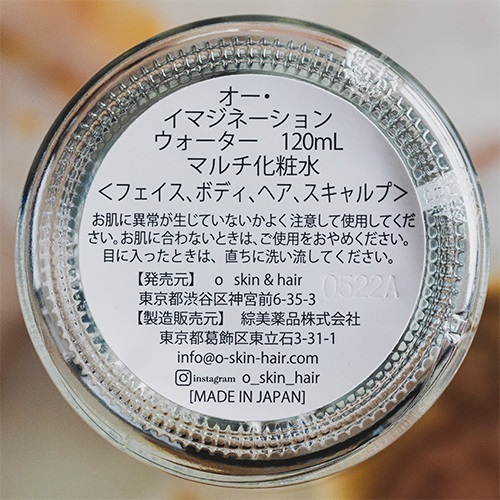 オー・
イマジネーション
ウォーター 120mL
マルチ化粧水
＜フェイス、ボディ、ヘア、スキャルプ＞
お肌に異常が生じていないかよく注意して使用してくだ
さい。お肌に合わないときは、ご使用をおやめください。
目に入ったときは、直ちに洗い流してください。
【発売元】 o skin & hair
東京都渋谷区神宮前6-35-3
0522A
【製造販売元】 綜美薬品株式会社
東京都葛飾区東立石3-31-1
info@o-skin-hair.com
instagram o_skin_hair
[MADE IN JAPAN]